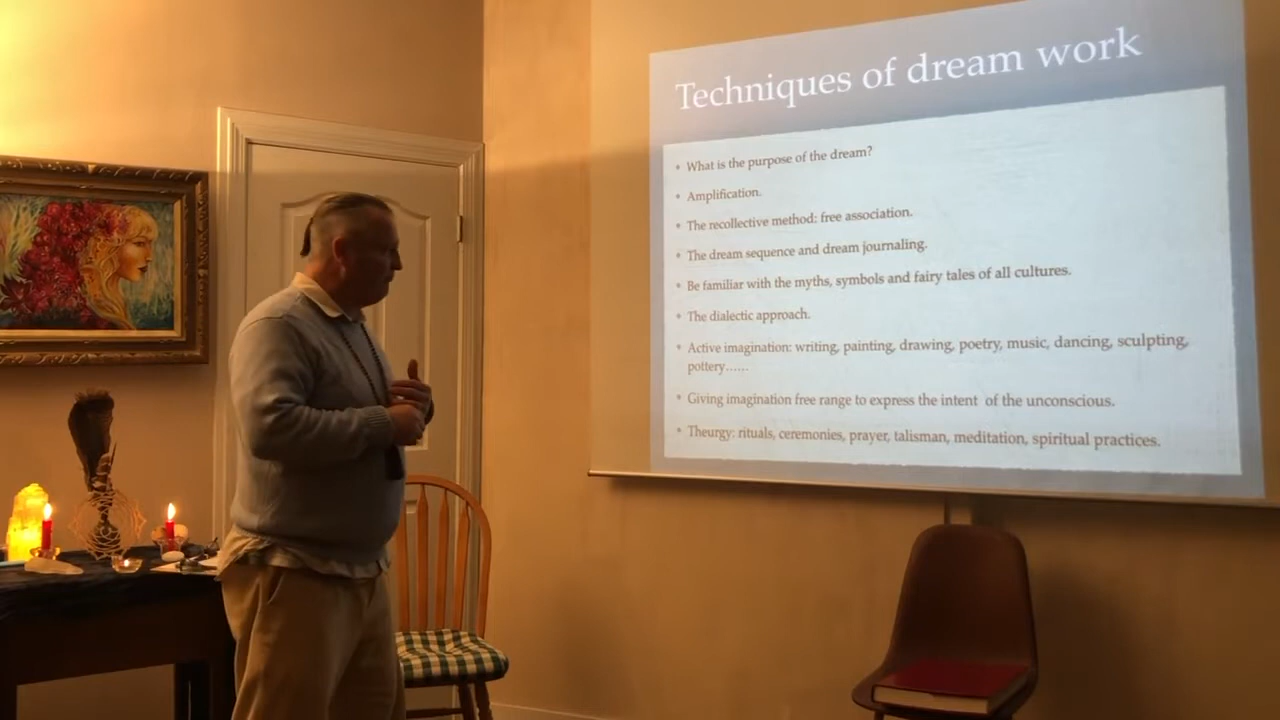 Techniques of dream work
• What is the purpose of the dream?
• Amplification.
• The recollective method: free association.
• The dream sequence and dream journaling.
• Be familiar with the myths, symbols and fairy tales of all cultures.
• The dialectic approach.
• Active imagination: writing, painting, drawing, poetry, music, dancing, sculpting,
pottery……
• Giving imagination free range to express the intent of the unconscious.
• Theurgy: rituals, ceremonies, prayer, talisman, meditation, spiritual practices.